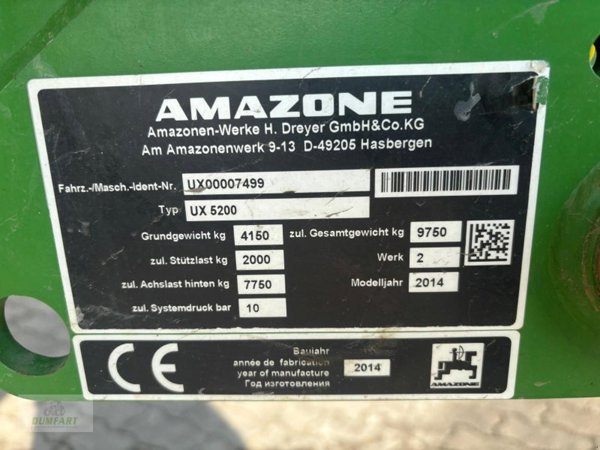 AMAZONE
Amazonen-Werke H. Dreyer GmbH&Co.KG
Am Amazonenwerk 9-13 D-49205 Hasbergen
Fahrz.-/Masch.-Ident-Nr. UX00007499
Typ UX 5200
Grundgewicht kg 4150 zul. Gesamtgewicht kg 9750
zul. Stützlast kg 2000 Werk 2
zul. Achslast hinten kg 7750 Modelljahr 2014
zul. Systemdruck bar 10
CE
Baujahr
année de fabrication
year of manufacture 2014
Год изготовления
AMAZONE
DUMFART